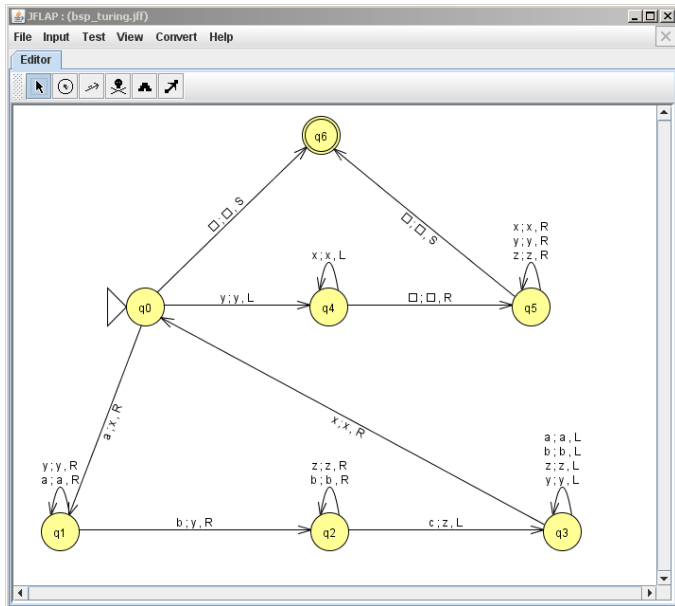 JFLAP : (bsp_turing.jff)
File Input Test View Convert Help
Editor
q6
□ ; □ , S
□ ; □ , S
x ; x , R
y ; y , R
z ; z , R
x ; x , L
q0
y ; y , L
q4
□ ; □ , R
q5
a ; x , R
x ; x , R
y ; y , R
a ; a , R
z ; z , R
b ; b , R
a ; a , L
b ; b , L
z ; z , L
y ; y , L
q1
b ; y , R
q2
c ; z , L
q3